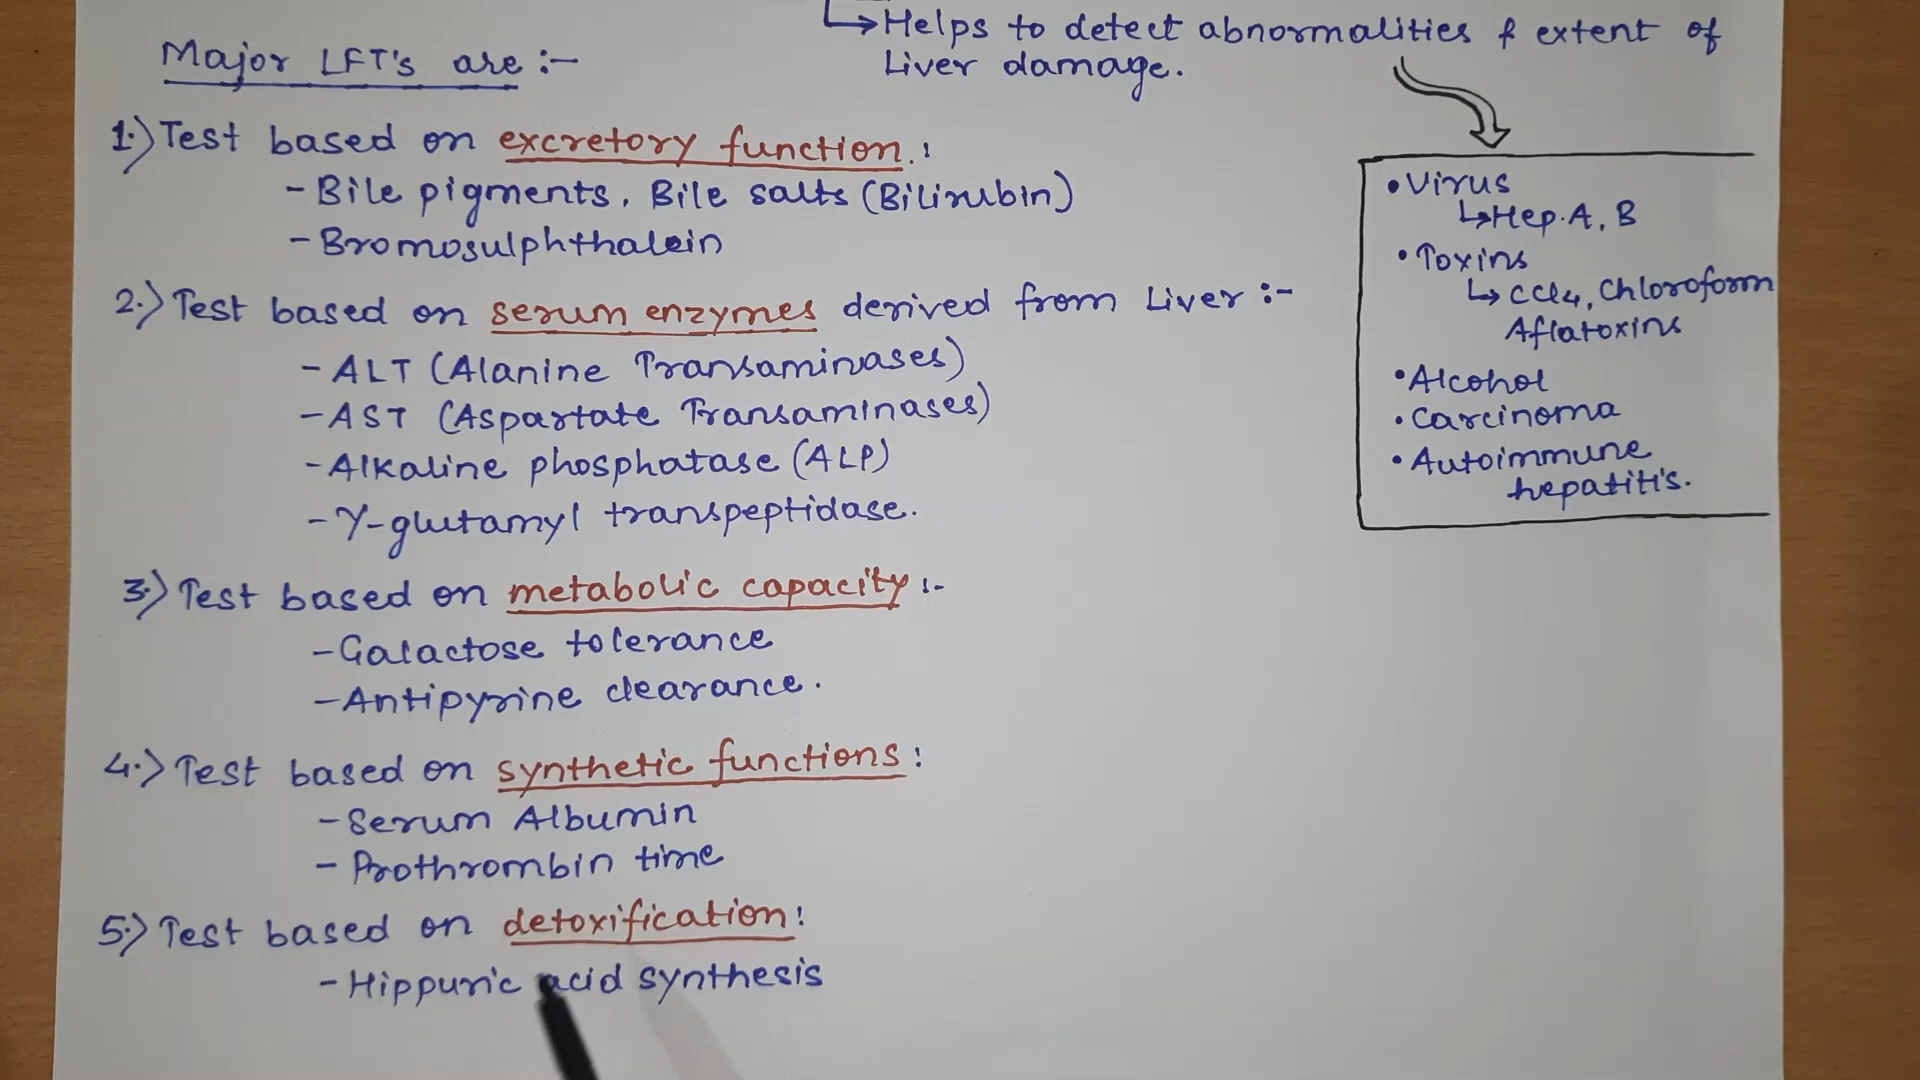 ↳Helps to detect abnormalities & extent of
Liver damage.
Major LFT's are :-
1.) Test based on excretory function.:
- Bile pigments, Bile salts (Bilirubin)
- Bromosulphthalein
2.) Test based on serum enzymes derived from Liver :-
- ALT (Alanine Transaminases)
- AST (Aspartate Transaminases)
- Alkaline phosphatase (ALP)
- γ-glutamyl transpeptidase.
3.) Test based on metabolic capacity :-
- Galactose tolerance
- Antipyrine clearance.
4.) Test based on synthetic functions :
- Serum Albumin
- Prothrombin time
5.) Test based on detoxification :
- Hippuric acid synthesis
• Virus
↳ Hep. A, B
• Toxins
↳ CCl4, Chloroform
Aflatoxins
• Alcohol
• Carcinoma
• Autoimmune
hepatitis.